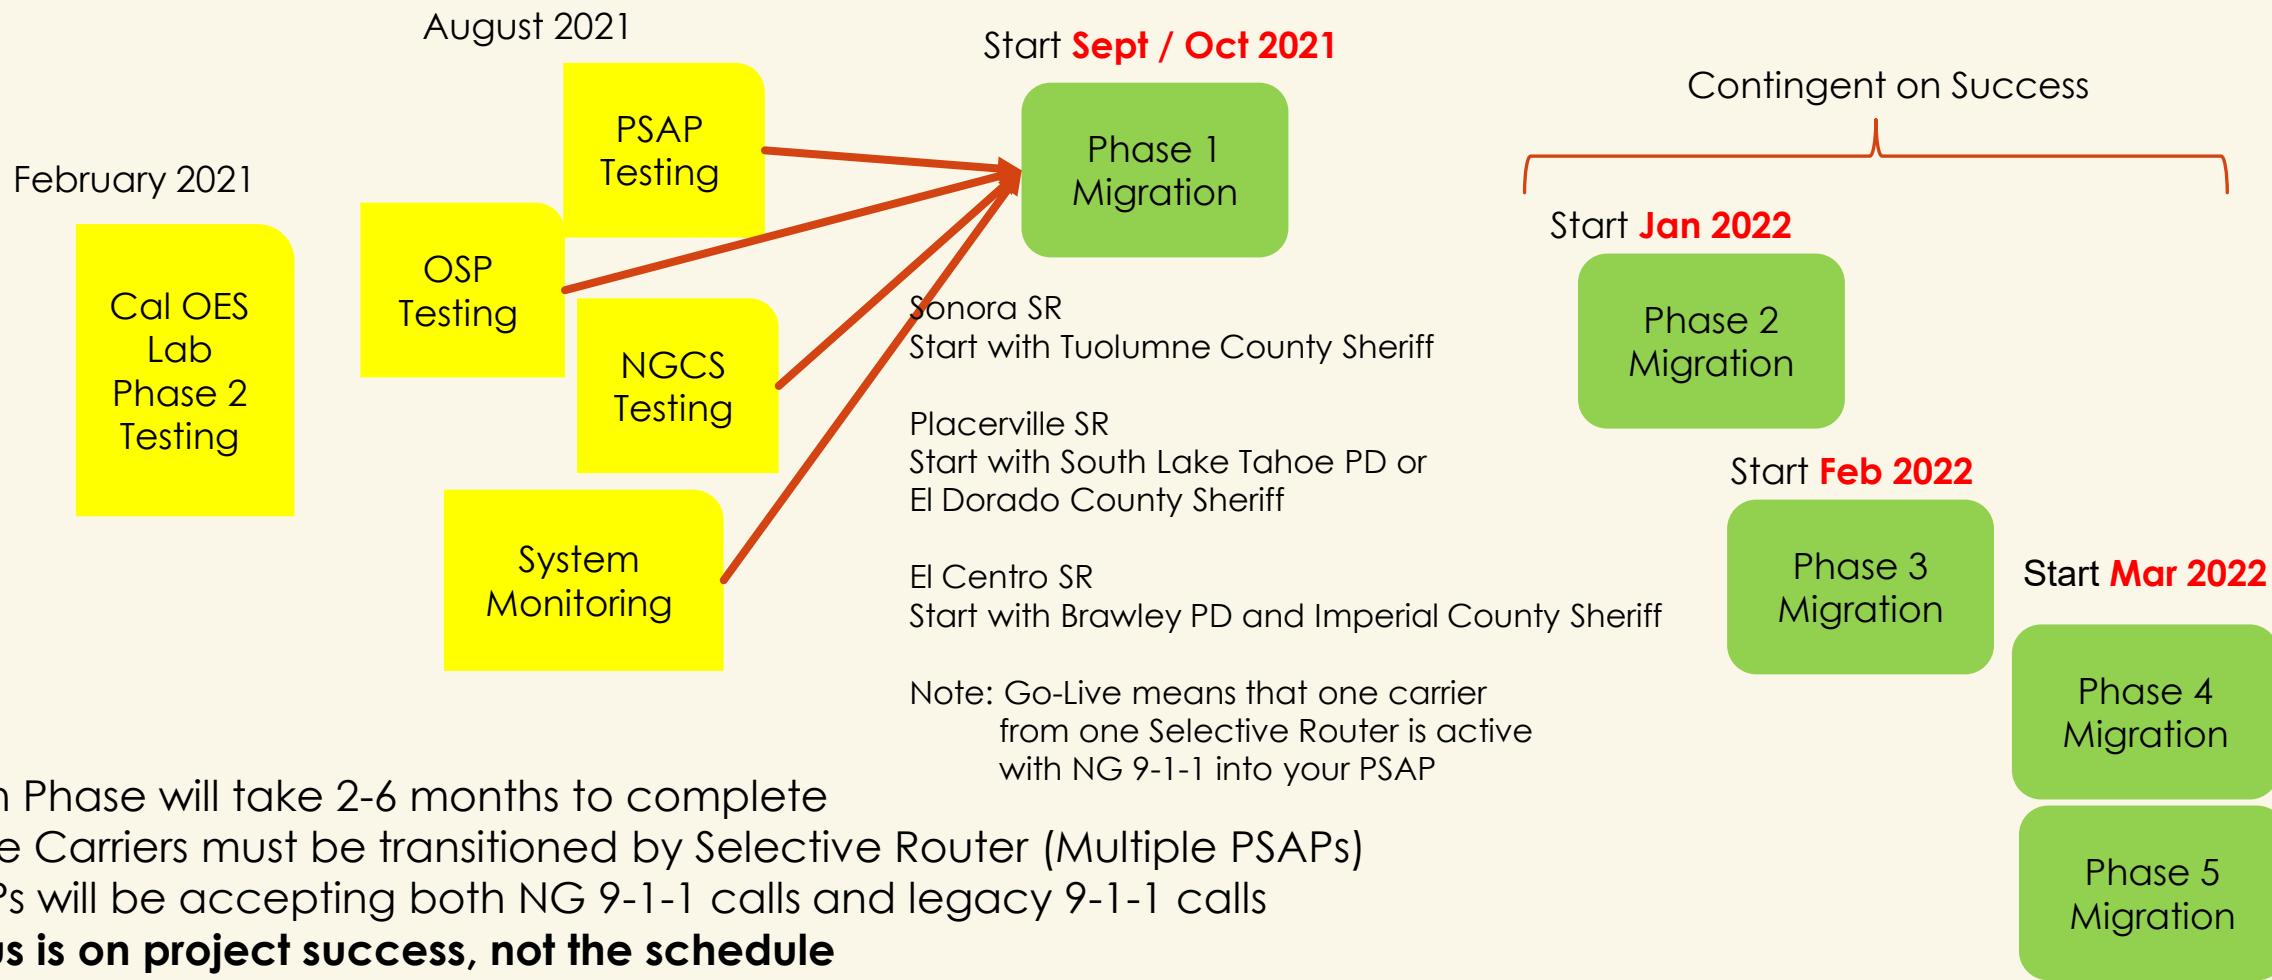 August 2021
Start Sept / Oct 2021
Contingent on Success
February 2021
PSAP
Testing
Phase 1
Migration
Cal OES
Lab
Phase 2
Testing
OSP
Testing
NGCS
Testing
System
Monitoring
Sonora SR
Start with Tuolumne County Sheriff
Placerville SR
Start with South Lake Tahoe PD or
El Dorado County Sheriff
El Centro SR
Start with Brawley PD and Imperial County Sheriff
Note: Go-Live means that one carrier
from one Selective Router is active
with NG 9-1-1 into your PSAP
Start Jan 2022
Phase 2
Migration
Start Feb 2022
Phase 3
Migration
Start Mar 2022
Phase 4
Migration
Phase 5
Migration
Phase will take 2-6 months to complete
Carriers must be transitioned by Selective Router (Multiple PSAPs)
will be accepting both NG 9-1-1 calls and legacy 9-1-1 calls
is on project success, not the schedule